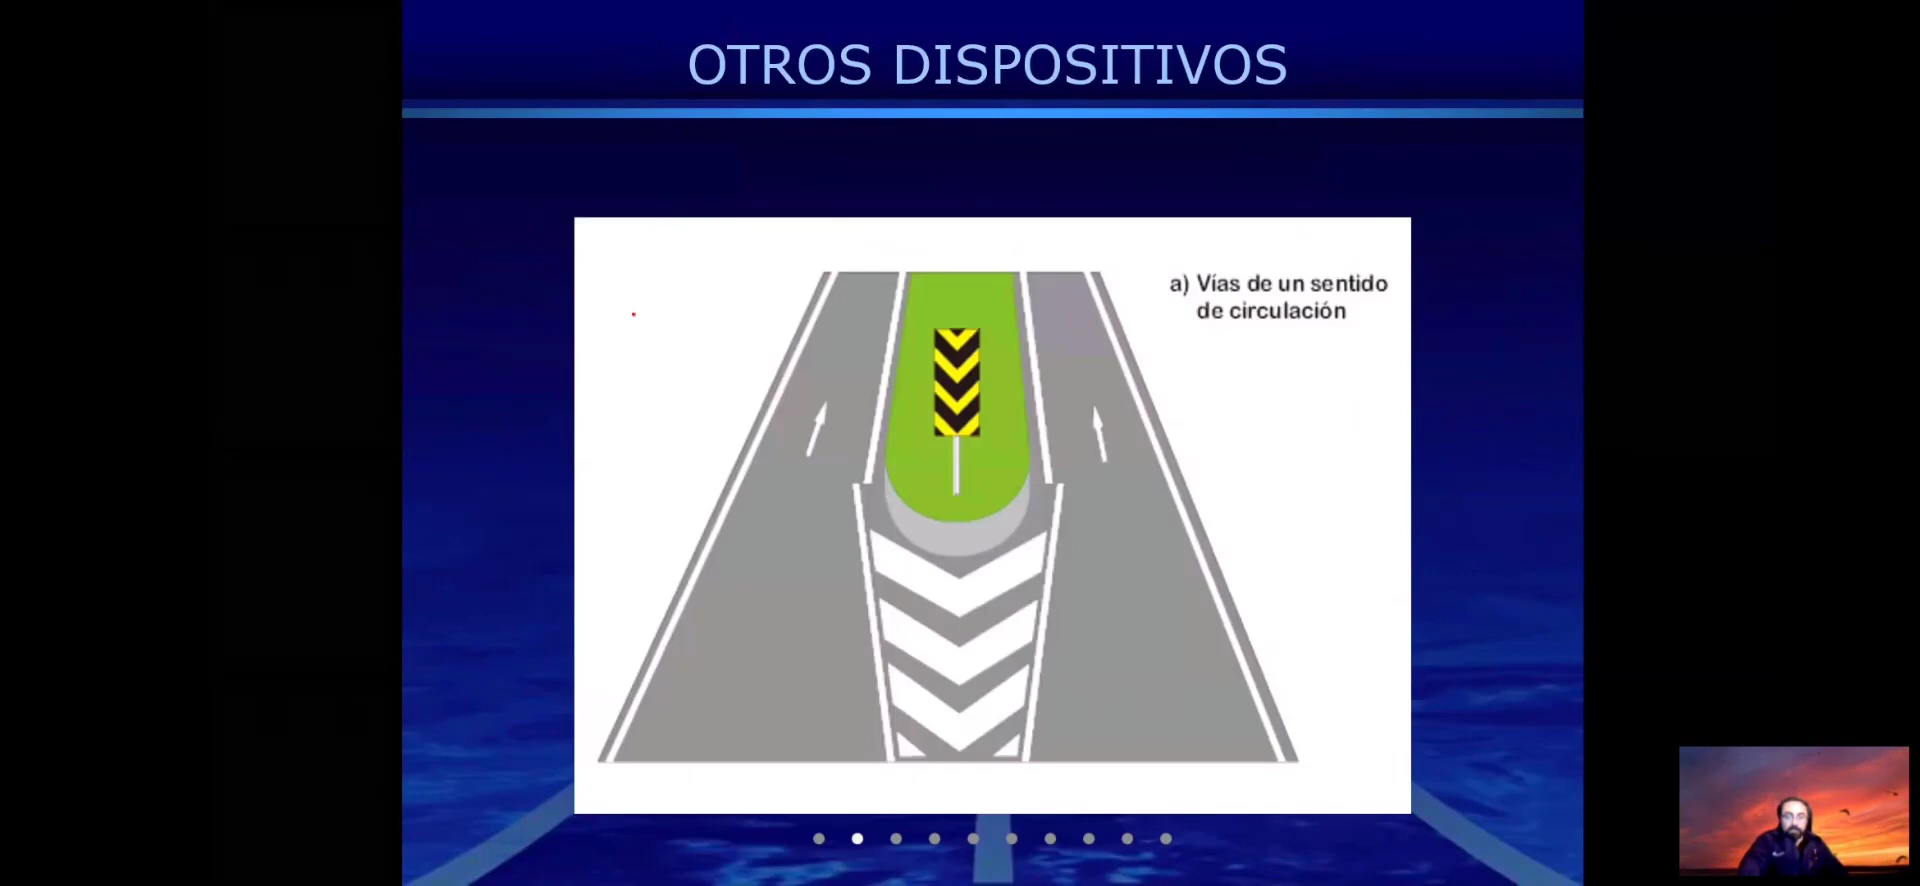 OTROS DISPOSITIVOS
a) Vías de un sentido
de circulación